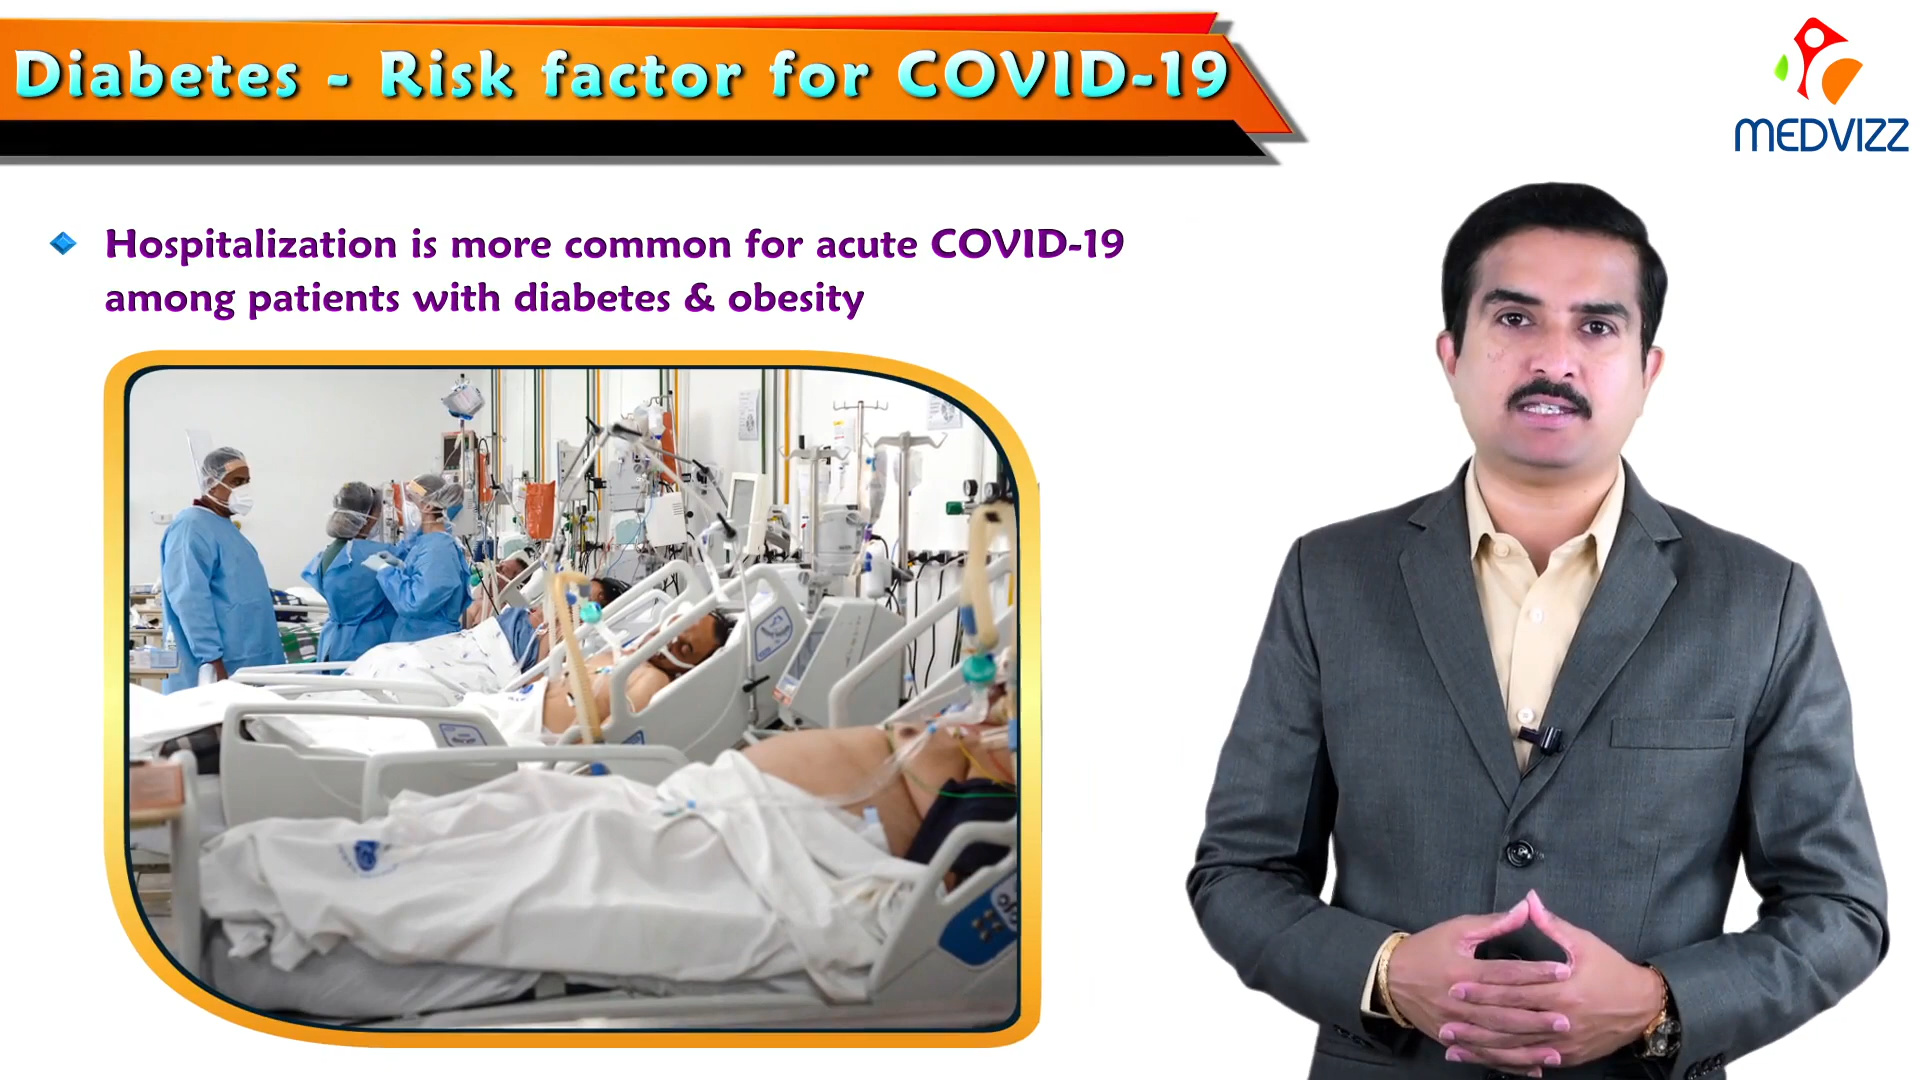 Diabetes - Risk factor for COVID-19
MEDVIZZ
Hospitalization is more common for acute COVID-19
among patients with diabetes & obesity